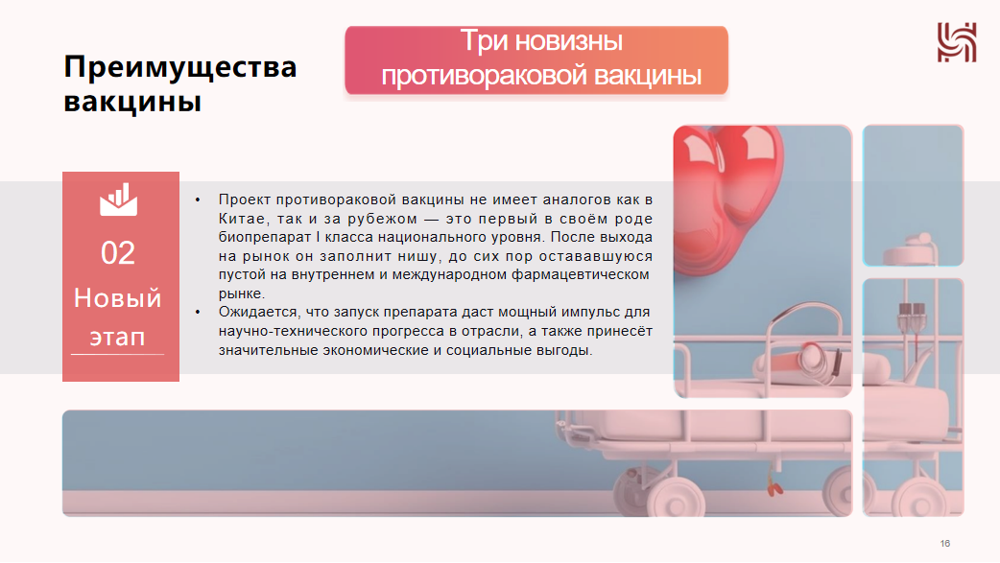 Три новизны
противораковой вакцины
Преимущества
вакцины
02
Новый
этап
• Проект противораковой вакцины не имеет аналогов как в
Китае, так и за рубежом — это первый в своём роде
биопрепарат I класса национального уровня. После выхода
на рынок он заполнит нишу, до сих пор остававшуюся
пустой на внутреннем и международном фармацевтическом
рынке.
• Ожидается, что запуск препарата даст мощный импульс для
научно-технического прогресса в отрасли, а также принесёт
значительные экономические и социальные выгоды.
16